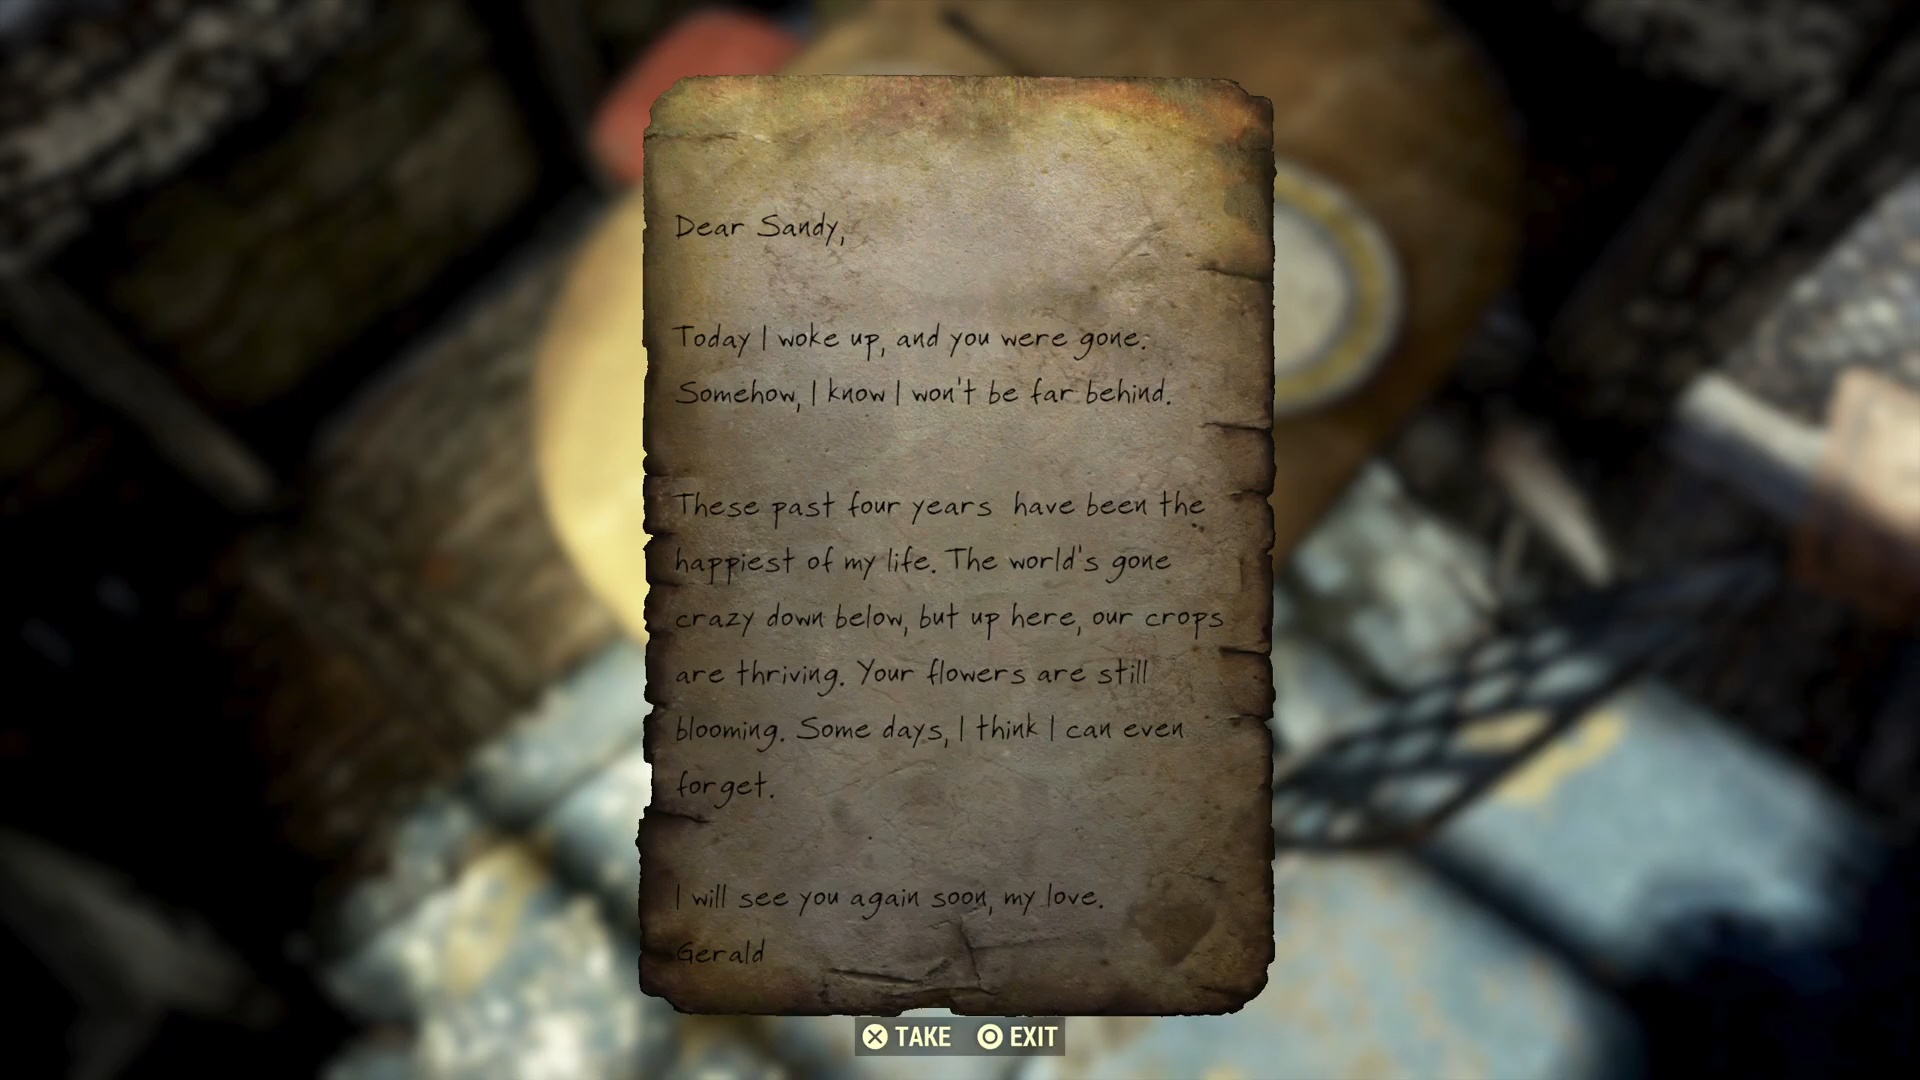 Dear Sandy,
Today I woke up, and you were gone.
Somehow, I know I won't be far behind.
These past four years have been the
happiest of my life. The world's gone
crazy down below, but up here, our crops
are thriving. Your flowers are still
blooming. Some days, I think I can even
forget.
I will see you again soon, my love.
Gerald
TAKE EXIT